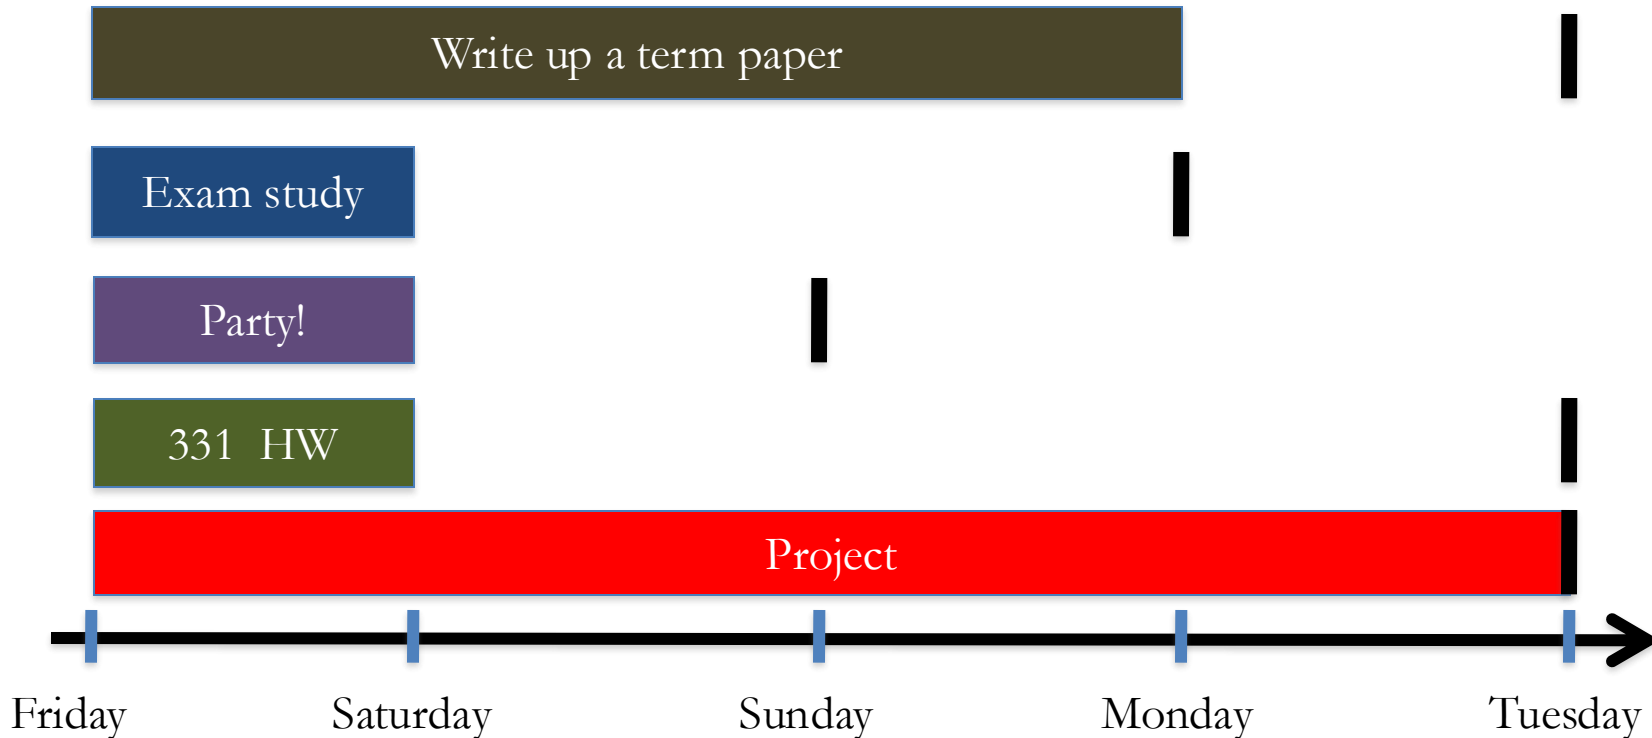 Write up a term paper
Exam study
Party!
331 HW
Project
Friday Saturday Sunday Monday Tuesday